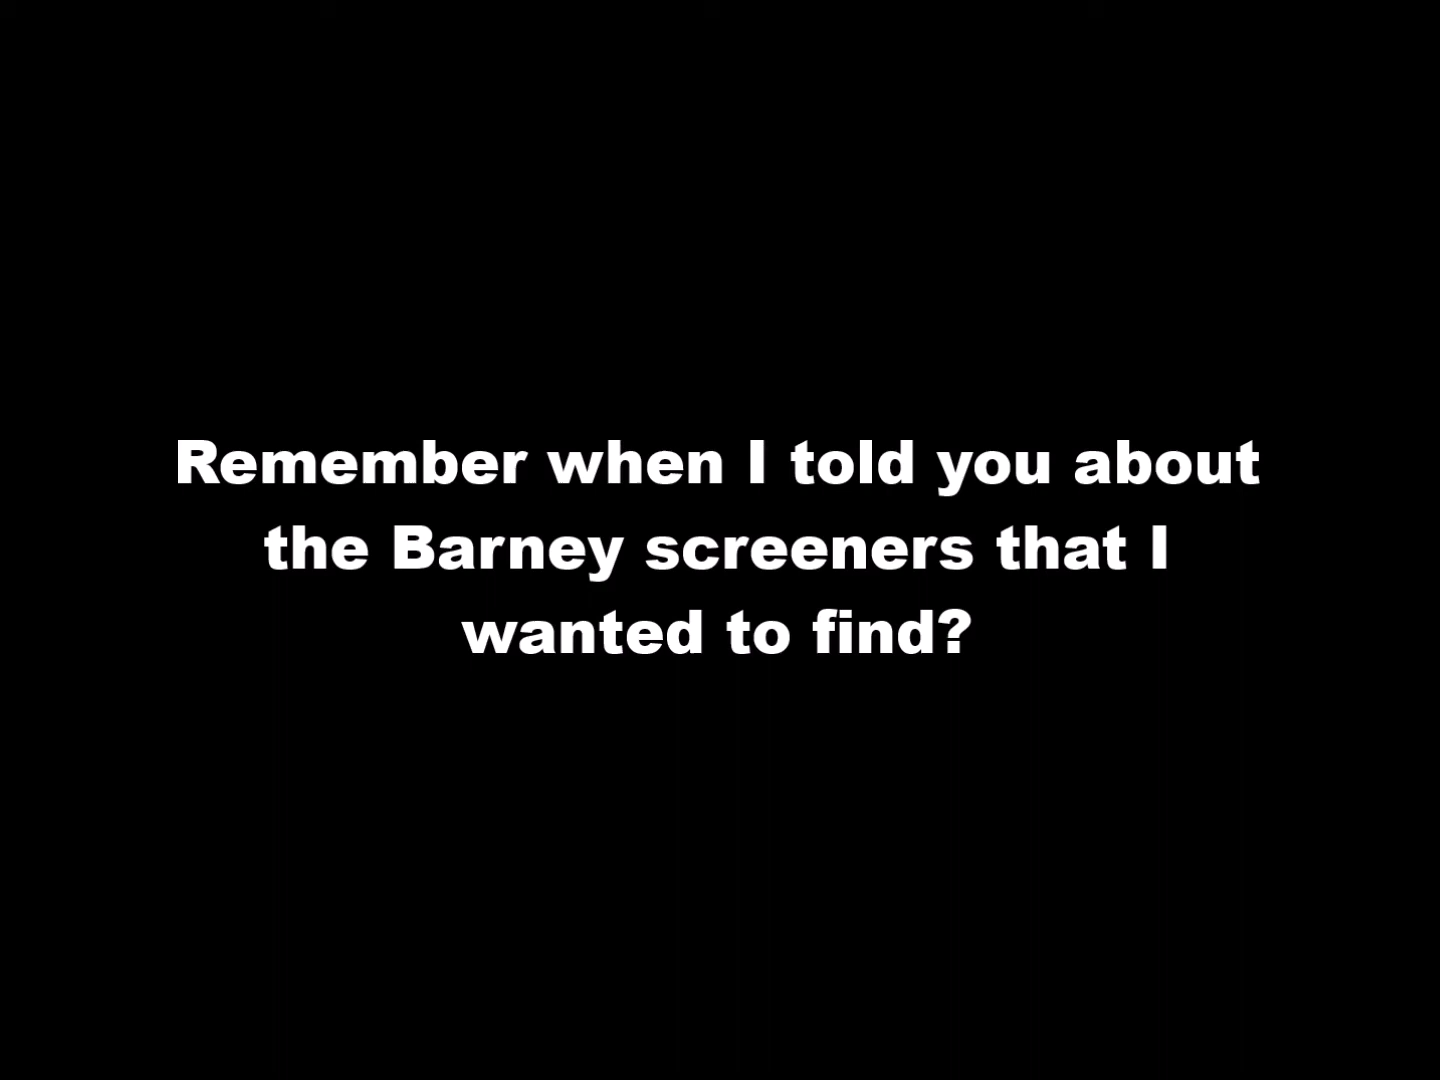 Remember when I told you about
the Barney screeners that I
wanted to find?